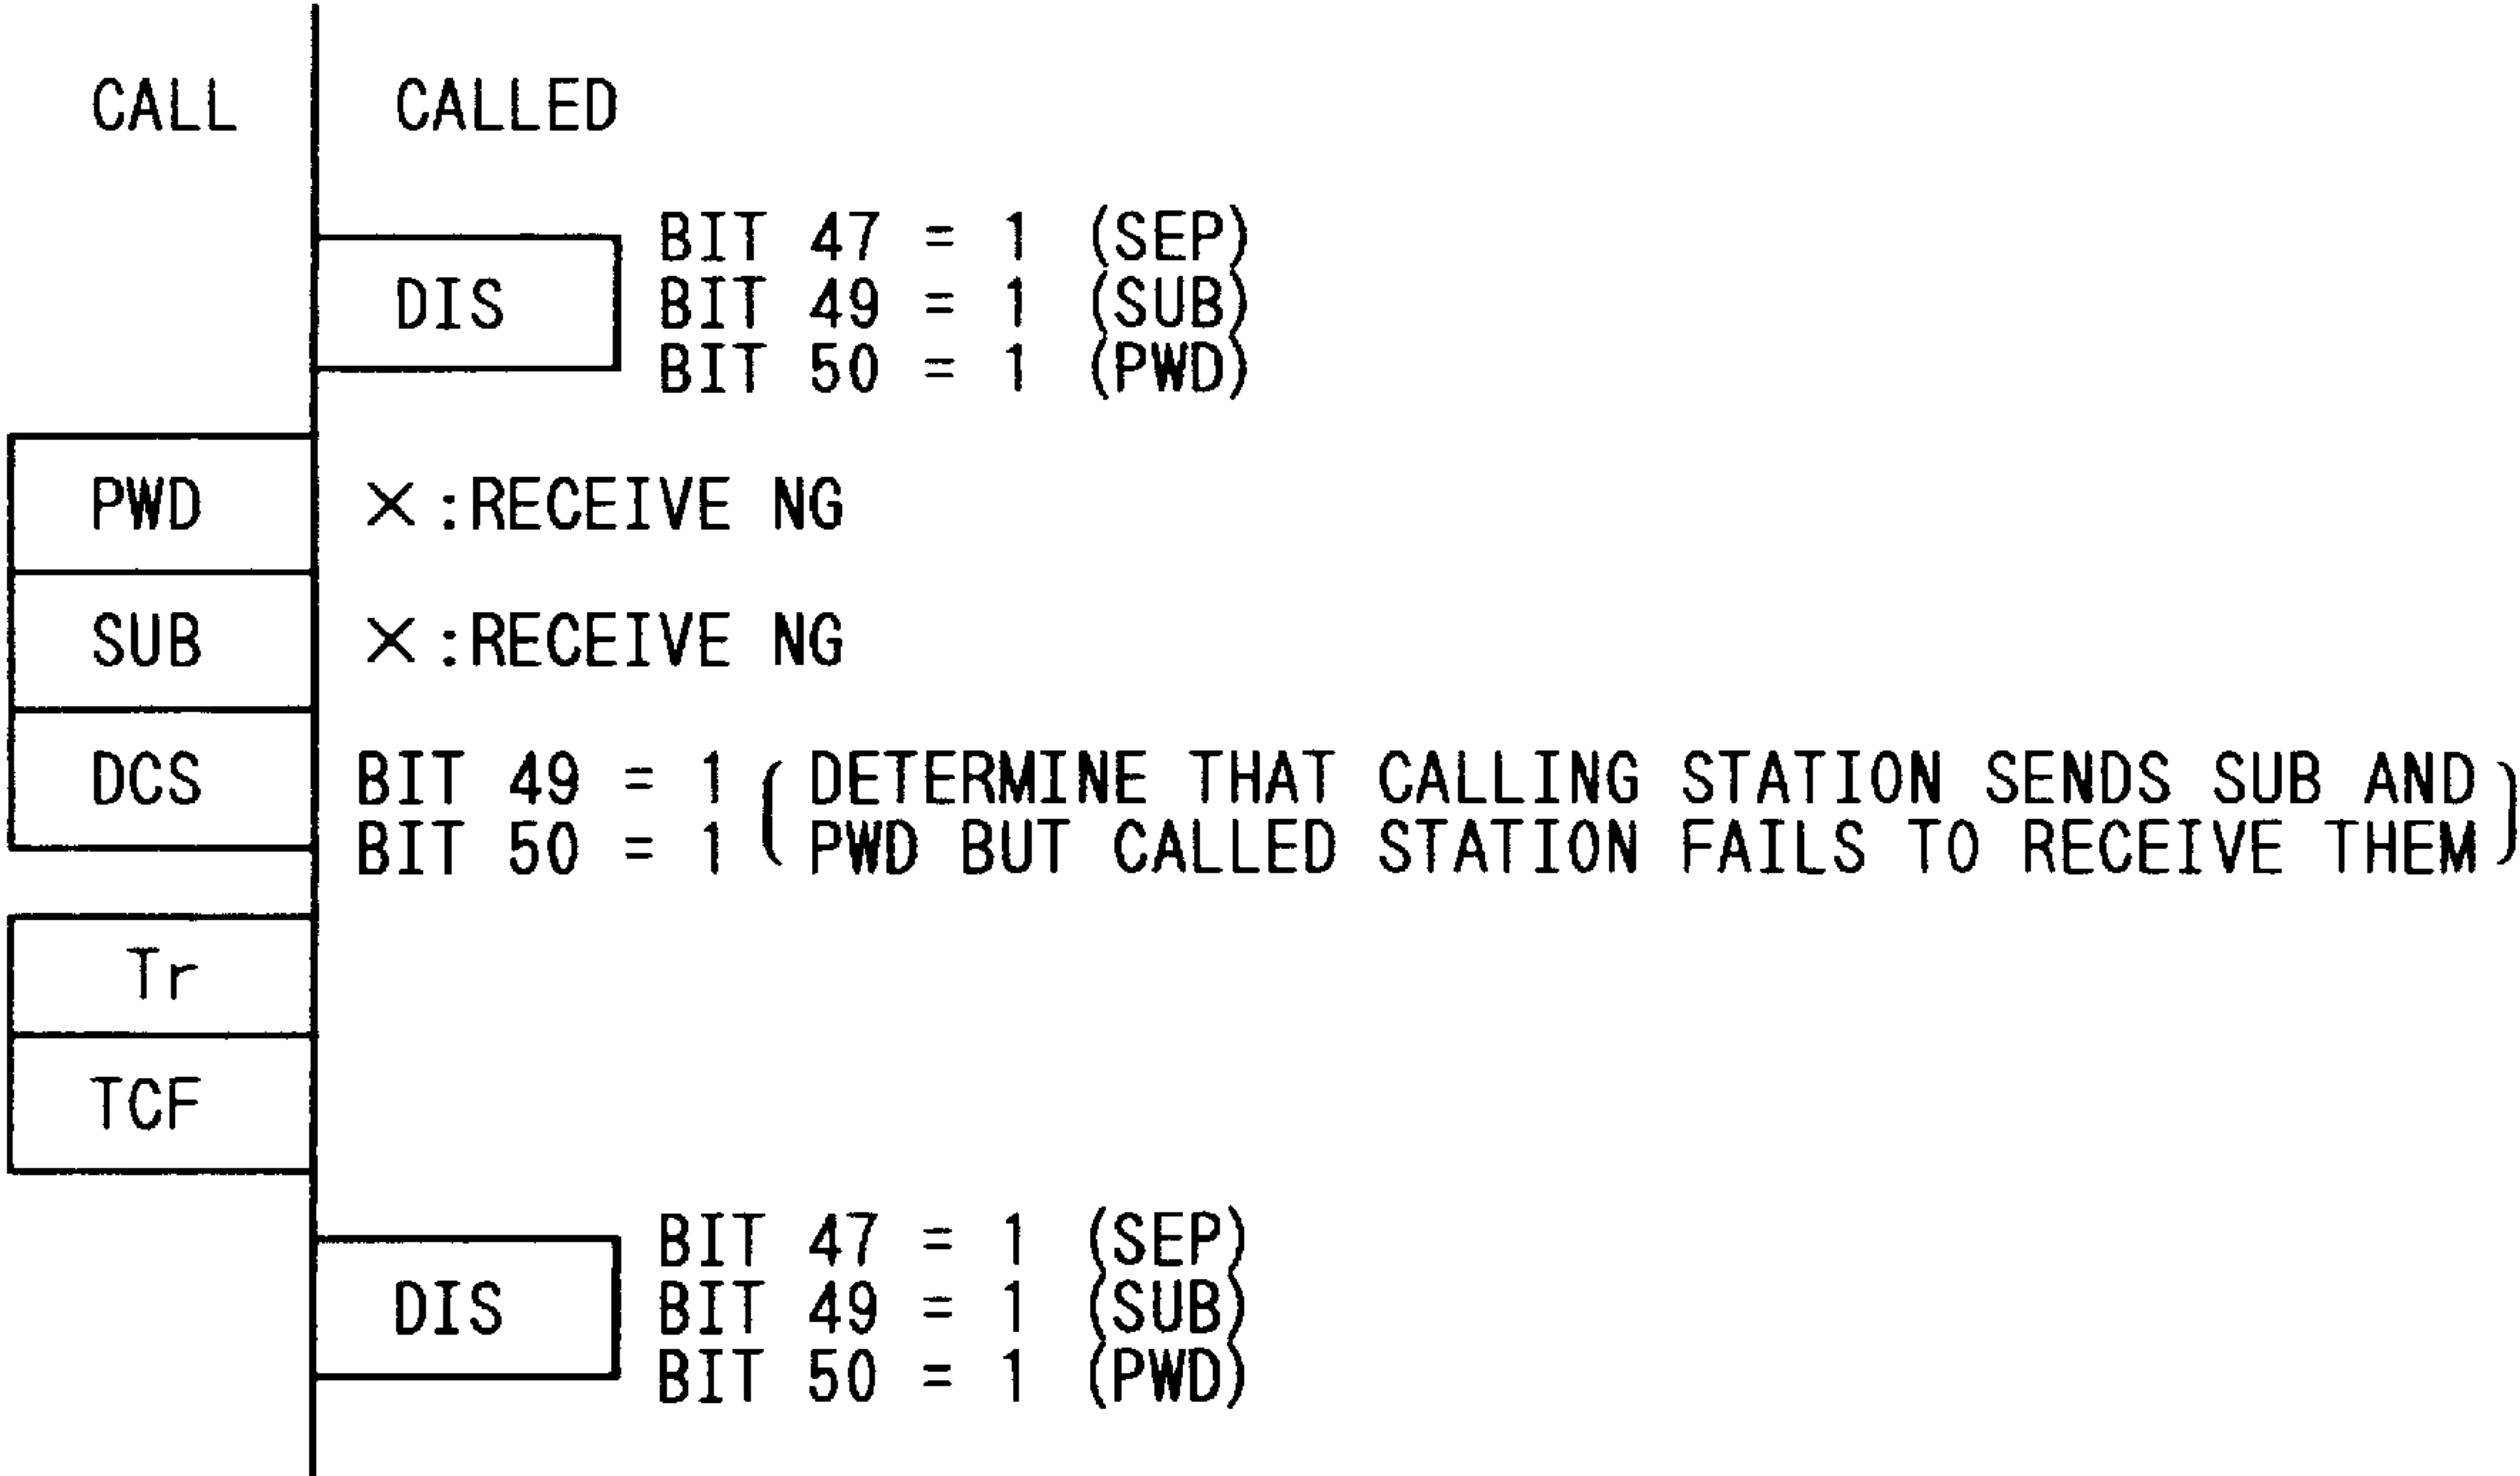 CALL CALLED
BIT 47 = 1 (SEP)
DIS BIT 49 = 1 (SUB)
BIT 50 = 1 (PWD)
PWD ×:RECEIVE NG
SUB ×:RECEIVE NG
DCS BIT 49 = 1 (DETERMINE THAT CALLING STATION SENDS SUB AND
BIT 50 = 1 PWD BUT CALLED STATION FAILS TO RECEIVE THEM)
Tr
TCF
BIT 47 = 1 (SEP)
DIS BIT 49 = 1 (SUB)
BIT 50 = 1 (PWD)